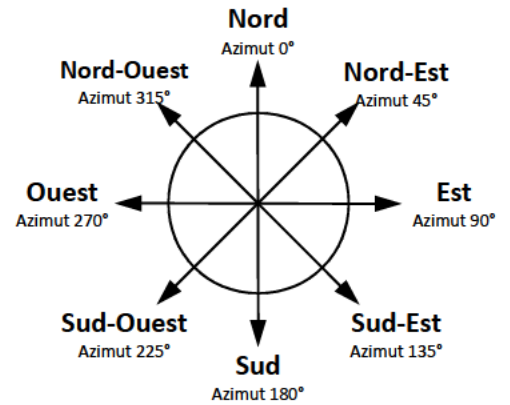 Nord
Azimut 0°
Nord-Ouest
Azimut 315°
Nord-Est
Azimut 45°
Ouest
Azimut 270°
Est
Azimut 90°
Sud-Ouest
Azimut 225°
Sud-Est
Azimut 135°
Sud
Azimut 180°